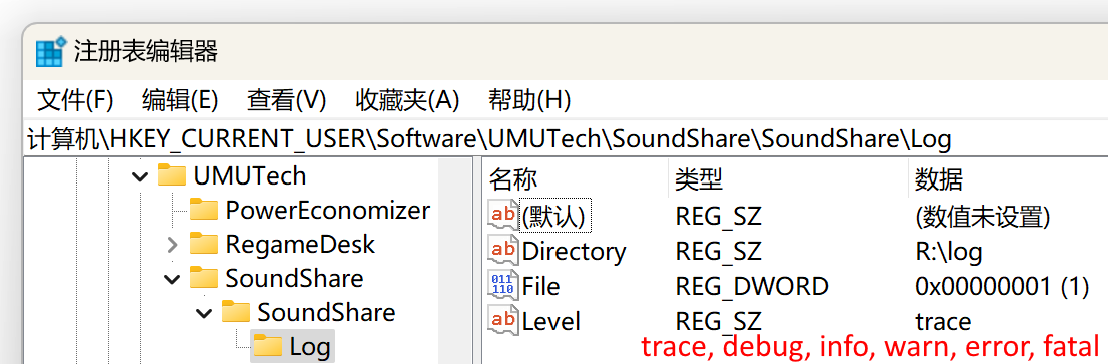 注册表编辑器
文件(F) 编辑(E) 查看(V) 收藏夹(A) 帮助(H)
计算机\HKEY_CURRENT_USER\Software\UMUTech\SoundShare\SoundShare\Log
UMUTech
PowerEconomizer
RegameDesk
SoundShare
SoundShare
Log
名称 类型 数据
ab (默认) REG_SZ (数值未设置)
ab Directory REG_SZ R:\log
011
110 File REG_DWORD 0x00000001 (1)
ab Level REG_SZ trace
trace, debug, info, warn, error, fatal